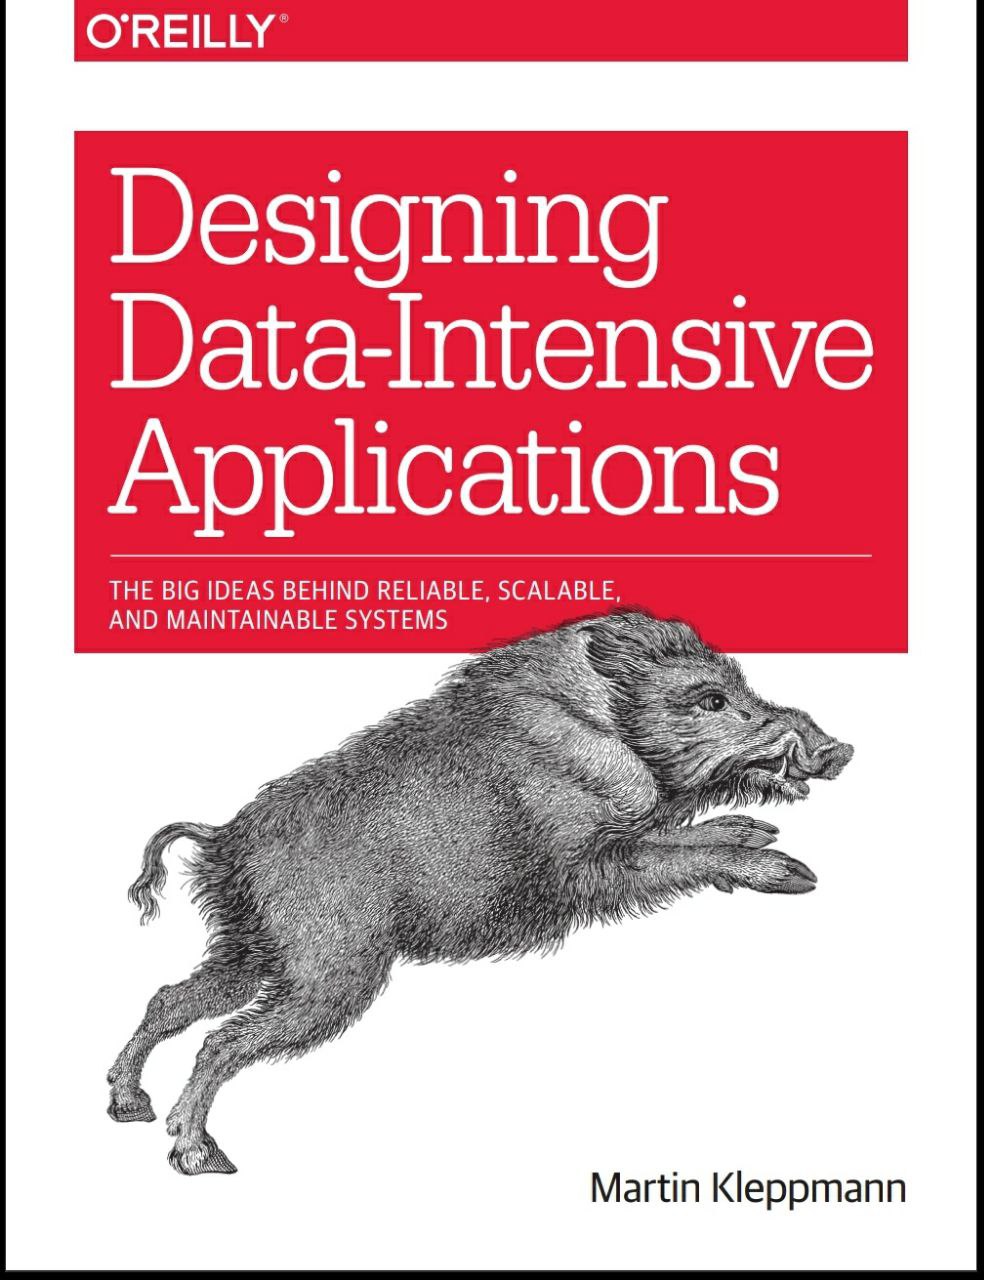 O'REILLY®
Designing
Data-Intensive
Applications
THE BIG IDEAS BEHIND RELIABLE, SCALABLE,
AND MAINTAINABLE SYSTEMS
Martin Kleppmann